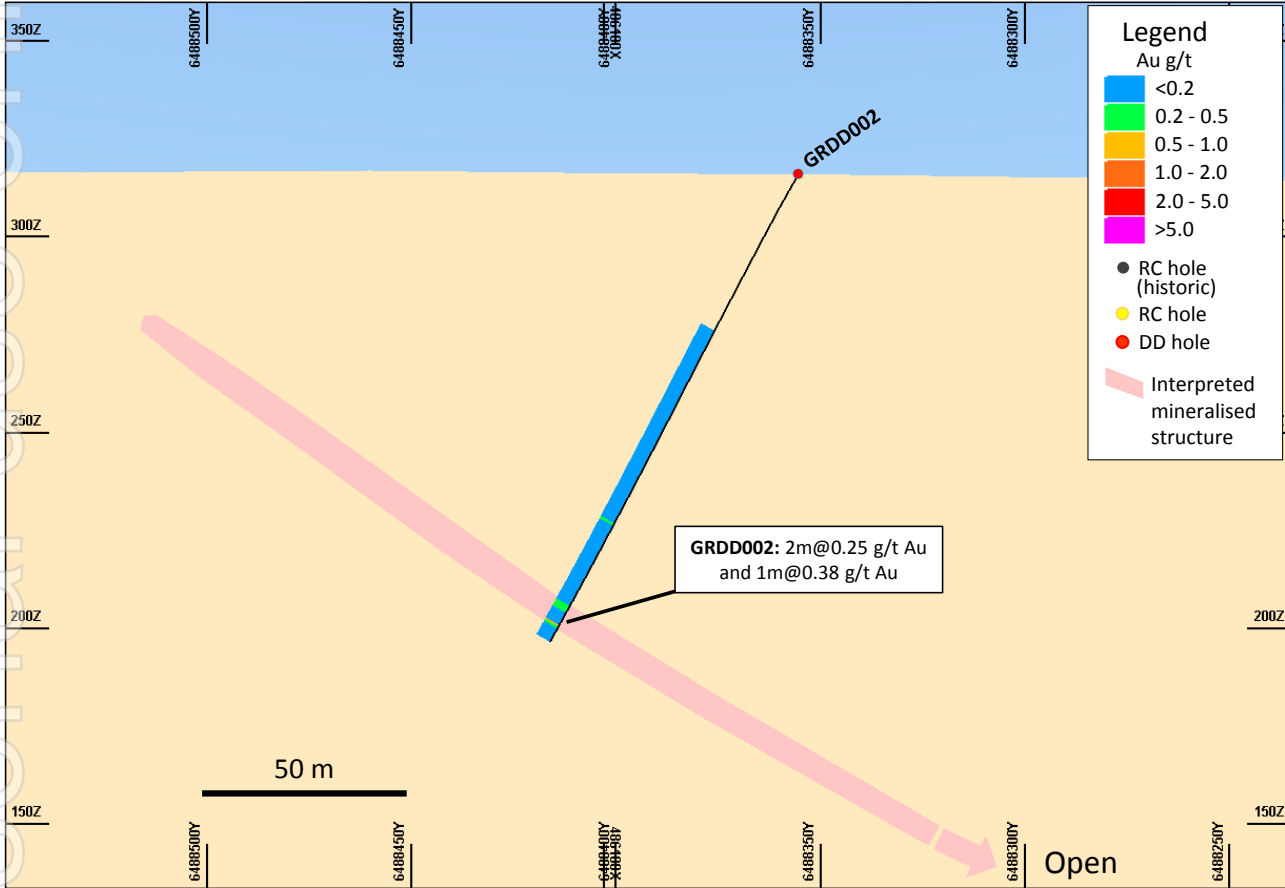 350Z
6488500Y
6488450Y
6488350Y
6488300Y
Legend
Au g/t
<0.2
0.2 - 0.5
0.5 - 1.0
1.0 - 2.0
2.0 - 5.0
>5.0
RC hole
(historic)
RC hole
DD hole
Interpreted
mineralised
structure
GRDD002
300Z
250Z
GRDD002: 2m@0.25 g/t Au
and 1m@0.38 g/t Au
200Z
200Z
50 m
150Z
150Z
6488500Y
6488450Y
6488350Y
6488300Y
6488250Y
Open